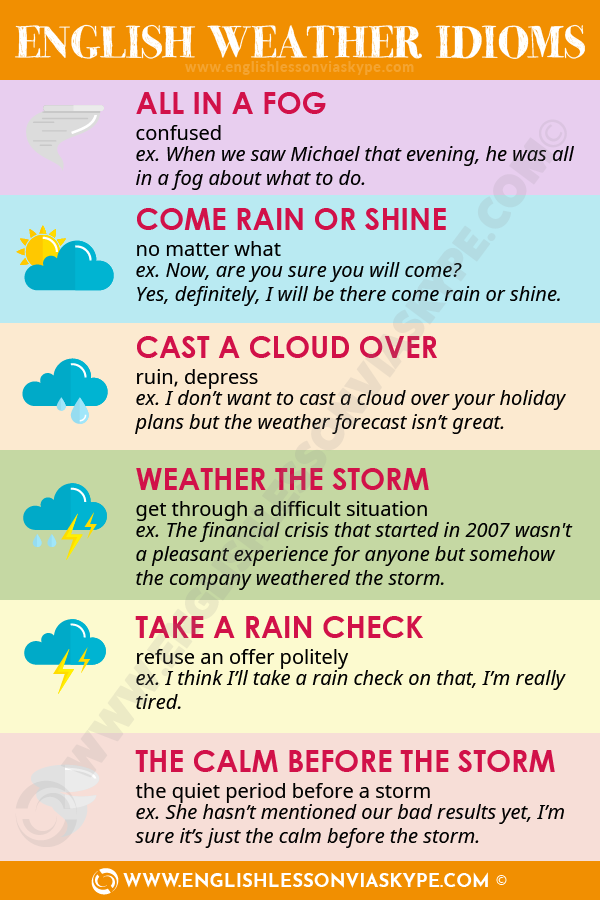 ENGLISH WEATHER IDIOMS
www.englishlessonviaskype.com
ALL IN A FOG
confused
ex. When we saw Michael that evening, he was all
in a fog about what to do.
COME RAIN OR SHINE
no matter what
ex. Now, are you sure you will come?
Yes, definitely, I will be there come rain or shine.
CAST A CLOUD OVER
ruin, depress
ex. I don't want to cast a cloud over your holiday
plans but the weather forecast isn't great.
WEATHER THE STORM
get through a difficult situation
ex. The financial crisis that started in 2007 wasn't
a pleasant experience for anyone but somehow
the company weathered the storm.
TAKE A RAIN CHECK
refuse an offer politely
ex. I think I'll take a rain check on that, I'm really
tired.
THE CALM BEFORE THE STORM
the quiet period before a storm
ex. She hasn't mentioned our bad results yet, I'm
sure it's just the calm before the storm.
WWW.ENGLISHLESSONVIASKYPE.COM ©
WWW.ENGLISHLESSONVIASKYPE.COM ©